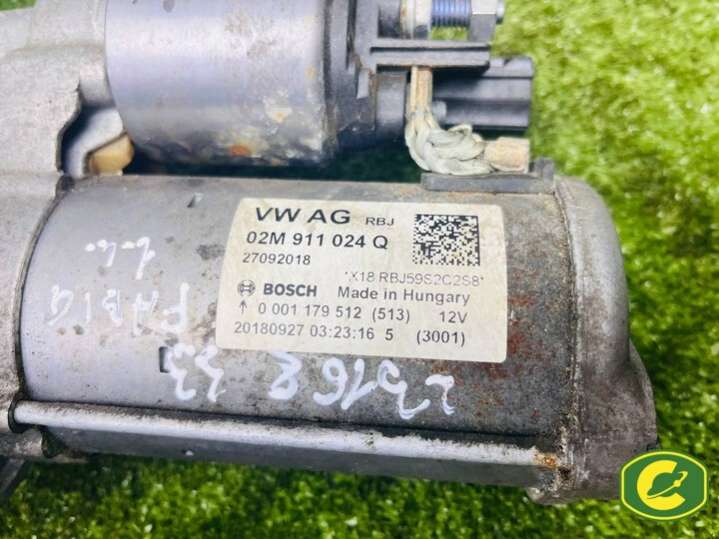 VW AG RBJ
02M 911 024 Q
27092018
*X18 RBJ59S2C2S8*
BOSCH Made in Hungary
↑ 0 001 179 512 (513) 12V
20180927 03:23:16 5 (3001)
FABIA
C